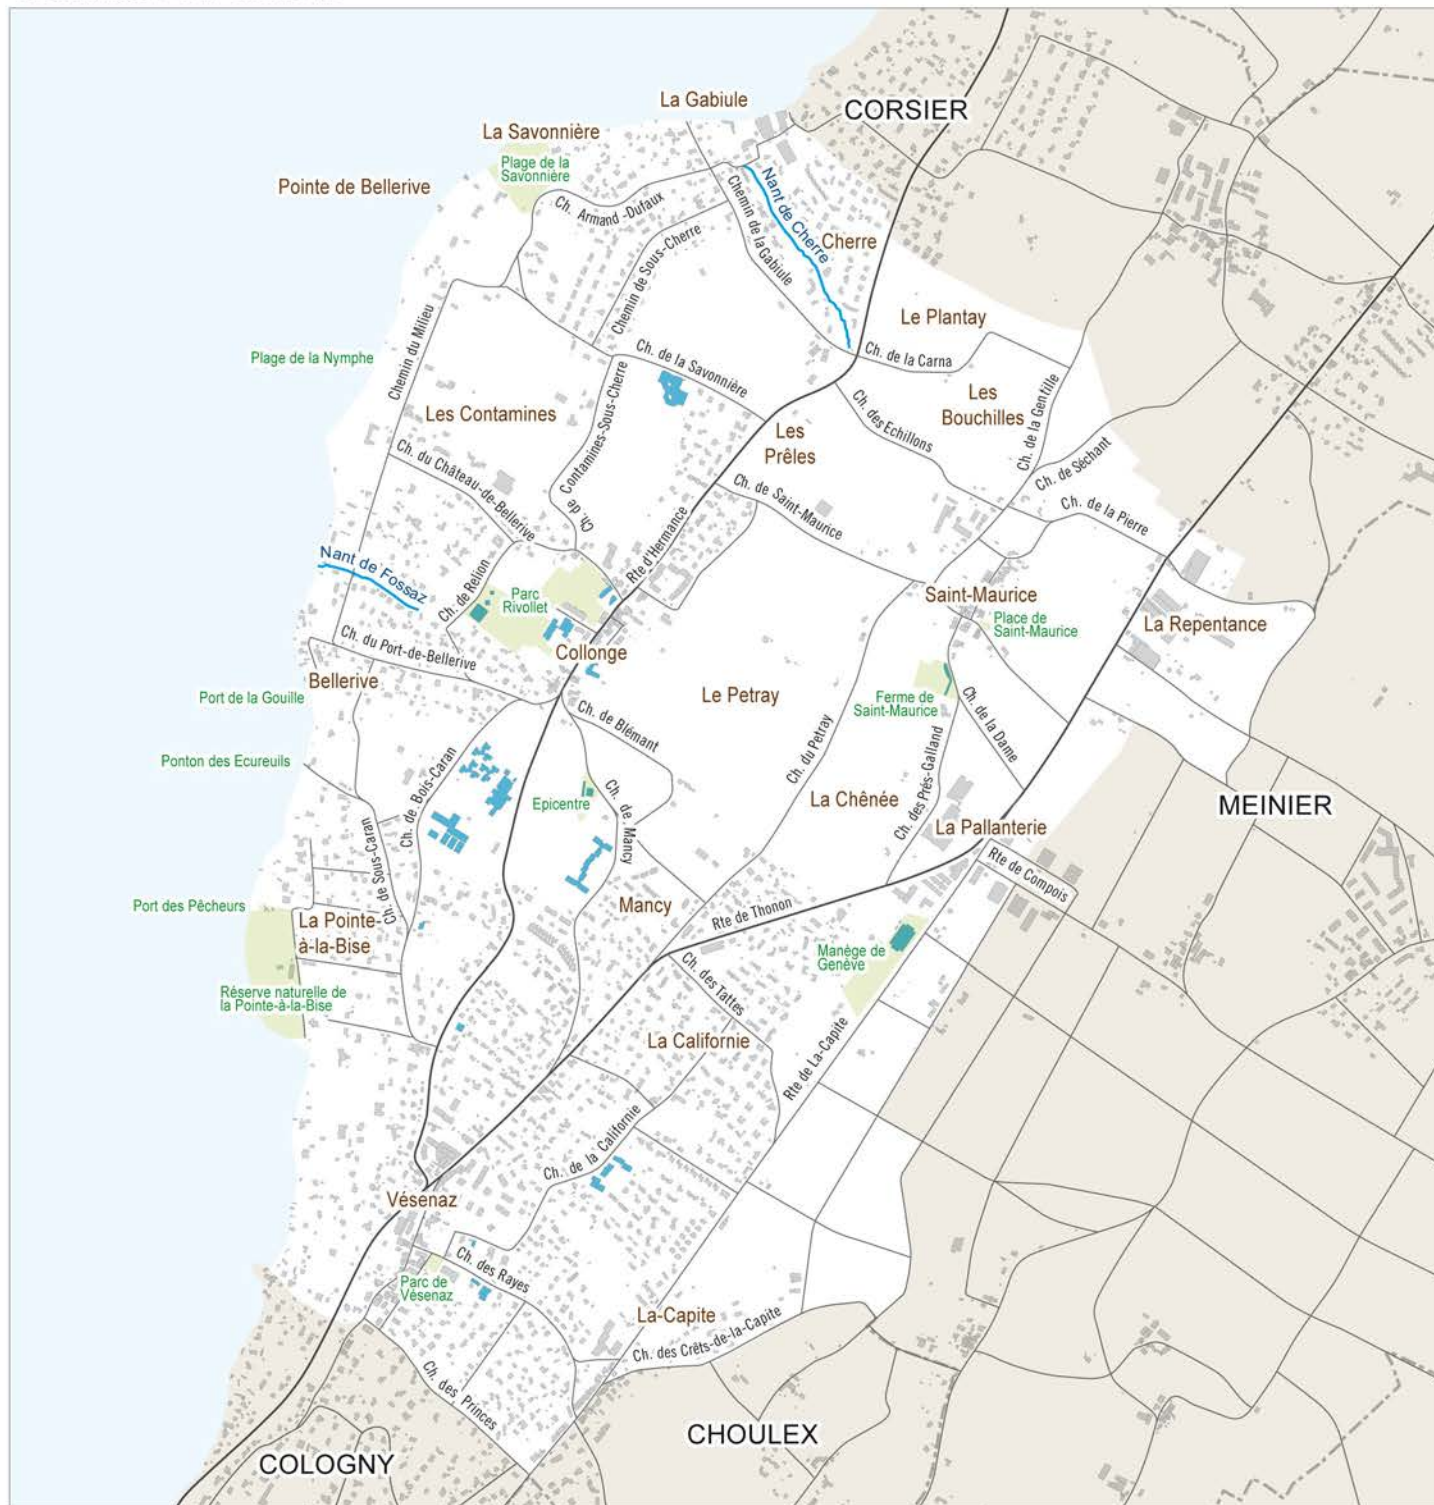 La Gabiule
CORSIER
La Savonnière
Plage de la
Savonnière
Pointe de Bellerive
Ch. Armand -Dufaux
Chemin de la Gabiule
Nant de Cherre
Cherre
Chemin de Sous-Cherre
Chemin du Milieu
Le Plantay
Plage de la Nymphe
Ch. de la Savonnière
Ch. de la Carna
Les Contamines
Ch. de Contamines-Sous-Cherre
Les
Prêles
Ch. des Echillons
Les
Bouchilles
Ch. de la Gentille
Ch. de Séchant
Ch. du Château-de-Bellerive
Ch. de Saint-Maurice
Ch. de la Pierre
Rte d'Hermance
Nant de Fossaz
Ch. de Relion
Parc
Rivollet
Saint-Maurice
Place de
Saint-Maurice
La Repentance
Ch. du Port-de-Bellerive
Collonge
Bellerive
Port de la Gouille
Le Petray
Ferme de
Saint-Maurice
Ch. de Blémant
Ch. de la Dame
Ch. du Petray
Ponton des Ecureuils
Ch. de Bois-Caran
Epicentre
Ch. de Mancy
La Chênée
Ch. des Prés-Galland
MEINIER
La Pallanterie
Ch. de Sous-Caran
Rte de Compois
Port des Pêcheurs
La Pointe-
à-la-Bise
Mancy
Rte de Thonon
Manège de
Genève
Ch. des Tattes
Réserve naturelle de
la Pointe-à-la-Bise
La Californie
Rte de La-Capite
Ch. de la Californie
Vésenaz
Ch. des Rayes
Parc de
Vésenaz
La-Capite
Ch. des Crêts-de-la-Capite
Ch. des Princes
CHOULEX
COLOGNY